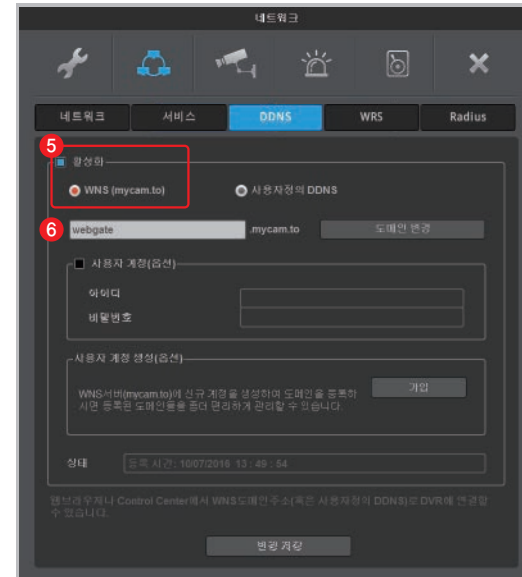 네트워크
네트워크 서비스 DDNS WRS Radius
5
활성화
WNS (mycam.to) 사용자정의 DDNS
6
webgate .mycam.to 도메인 변경
사용자 계정(옵션)
아이디
비밀번호
사용자 계정 생성(옵션)
WNS서버(mycam.to)에 신규 계정을 생성하여 도메인을 등록하
시면 등록된 도메인들을 좀더 편리하게 관리할 수 있습니다.
가입
상태 등록 시간 : 10/07/2016 13 : 49 : 54
웹브라우저나 Control Center에서 WNS도메인주소(혹은 사용자정의 DDNS)로 DVR에 연결할
수 있습니다.
변경 저장